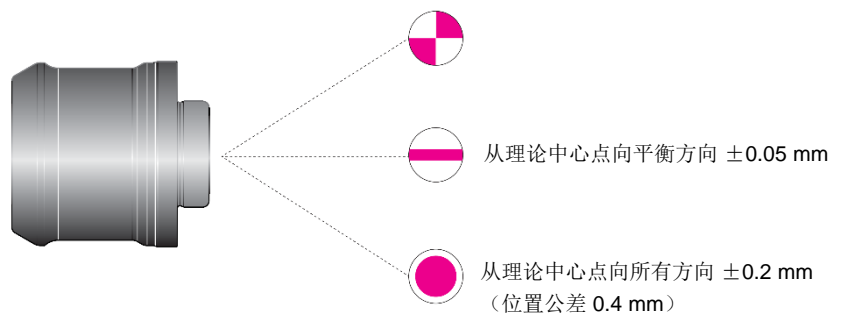 从理论中心点向平衡方向 ±0.05 mm
从理论中心点向所有方向 ±0.2 mm
（位置公差 0.4 mm）